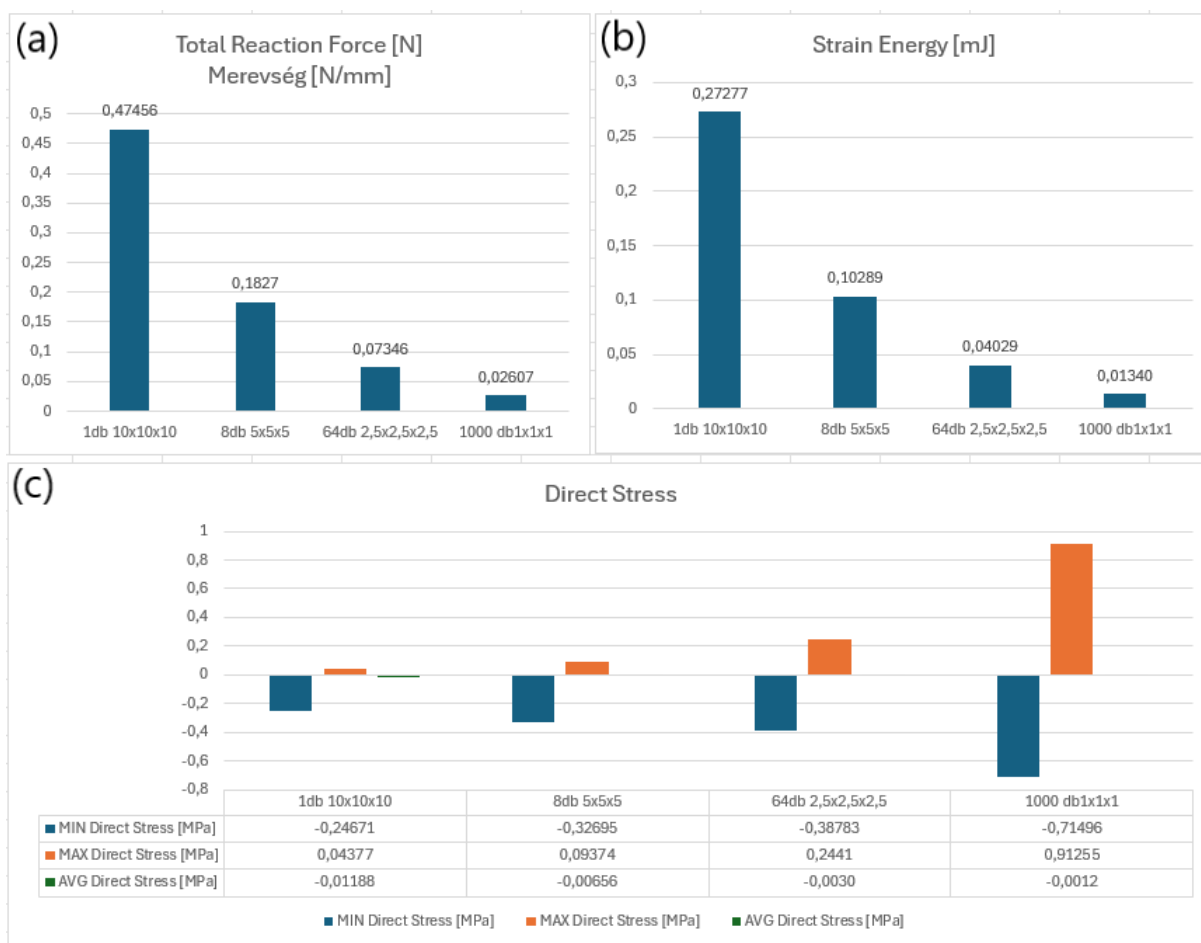 (a)
Total Reaction Force [N]
Merevség [N/mm]
0,5
0,45
0,4
0,35
0,3
0,25
0,2
0,15
0,1
0,05
0
0,47456
0,1827
0,07346
0,02607
1db 10x10x10 8db 5x5x5 64db 2,5x2,5x2,5 1000 db1x1x1
(b)
Strain Energy [mJ]
0,3
0,25
0,2
0,15
0,1
0,05
0
0,27277
0,10289
0,04029
0,01340
1db 10x10x10 8db 5x5x5 64db 2,5x2,5x2,5 1000 db1x1x1
(c)
Direct Stress
1
0,8
0,6
0,4
0,2
0
-0,2
-0,4
-0,6
-0,8
1db 10x10x10 8db 5x5x5 64db 2,5x2,5x2,5 1000 db1x1x1
MIN Direct Stress [MPa] -0,24671 -0,32695 -0,38783 -0,71496
MAX Direct Stress [MPa] 0,04377 0,09374 0,2441 0,91255
AVG Direct Stress [MPa] -0,01188 -0,00656 -0,0030 -0,0012
MIN Direct Stress [MPa] MAX Direct Stress [MPa] AVG Direct Stress [MPa]